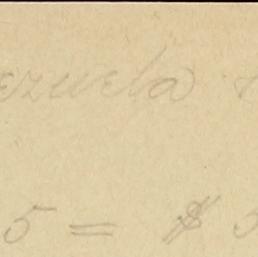 ezuela
5 = $